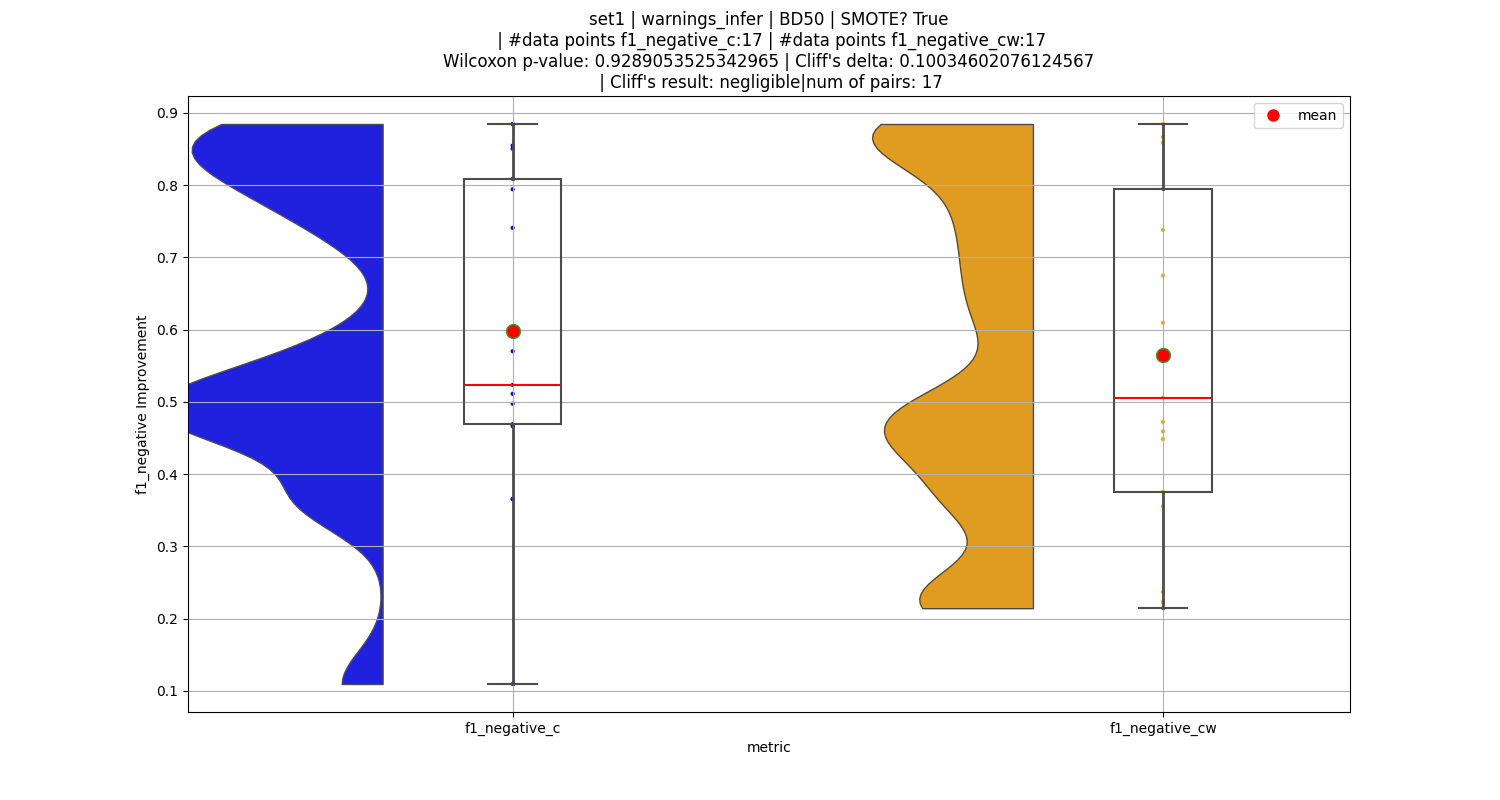 set1 | warnings_infer | BD50 | SMOTE? True
| #data points f1_negative_c:17 | #data points f1_negative_cw:17
Wilcoxon p-value: 0.9289053525342965 | Cliff's delta: 0.10034602076124567
| Cliff's result: negligible|num of pairs: 17
mean
0.9
0.8
0.7
0.6
0.5
0.4
0.3
0.2
0.1
f1_negative Improvement
f1_negative_c
f1_negative_cw
metric